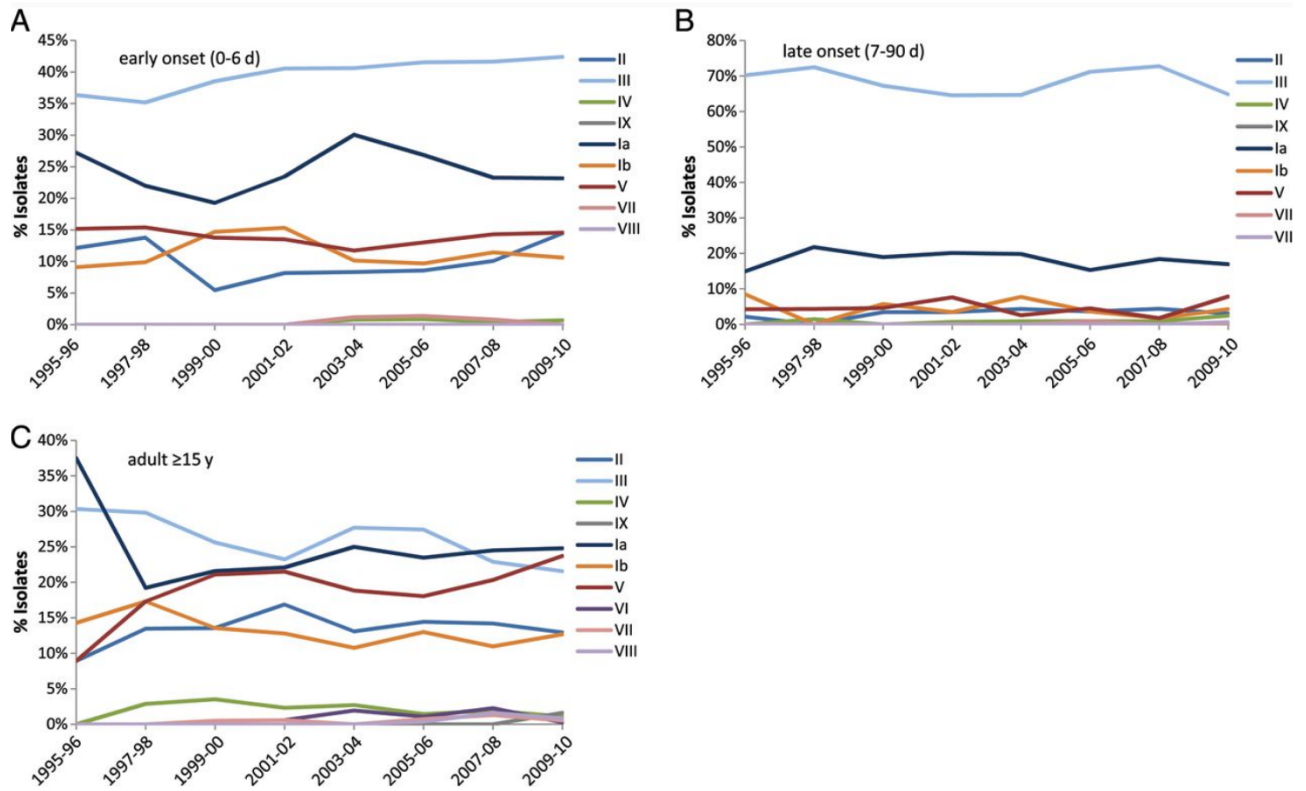 A
early onset (0-6 d)
% Isolates
45%
40%
35%
30%
25%
20%
15%
10%
5%
0%
1995-96
1997-98
1999-00
2001-02
2003-04
2005-06
2007-08
2009-10
II
III
IV
IX
Ia
Ib
V
VII
VIII
B
late onset (7-90 d)
% Isolates
80%
70%
60%
50%
40%
30%
20%
10%
0%
1995-96
1997-98
1999-00
2001-02
2003-04
2005-06
2007-08
2009-10
II
III
IV
IX
Ia
Ib
V
VII
VII
C
adult ≥15 y
% Isolates
40%
35%
30%
25%
20%
15%
10%
5%
0%
1995-96
1997-98
1999-00
2001-02
2003-04
2005-06
2007-08
2009-10
II
III
IV
IX
Ia
Ib
V
VI
VII
VIII